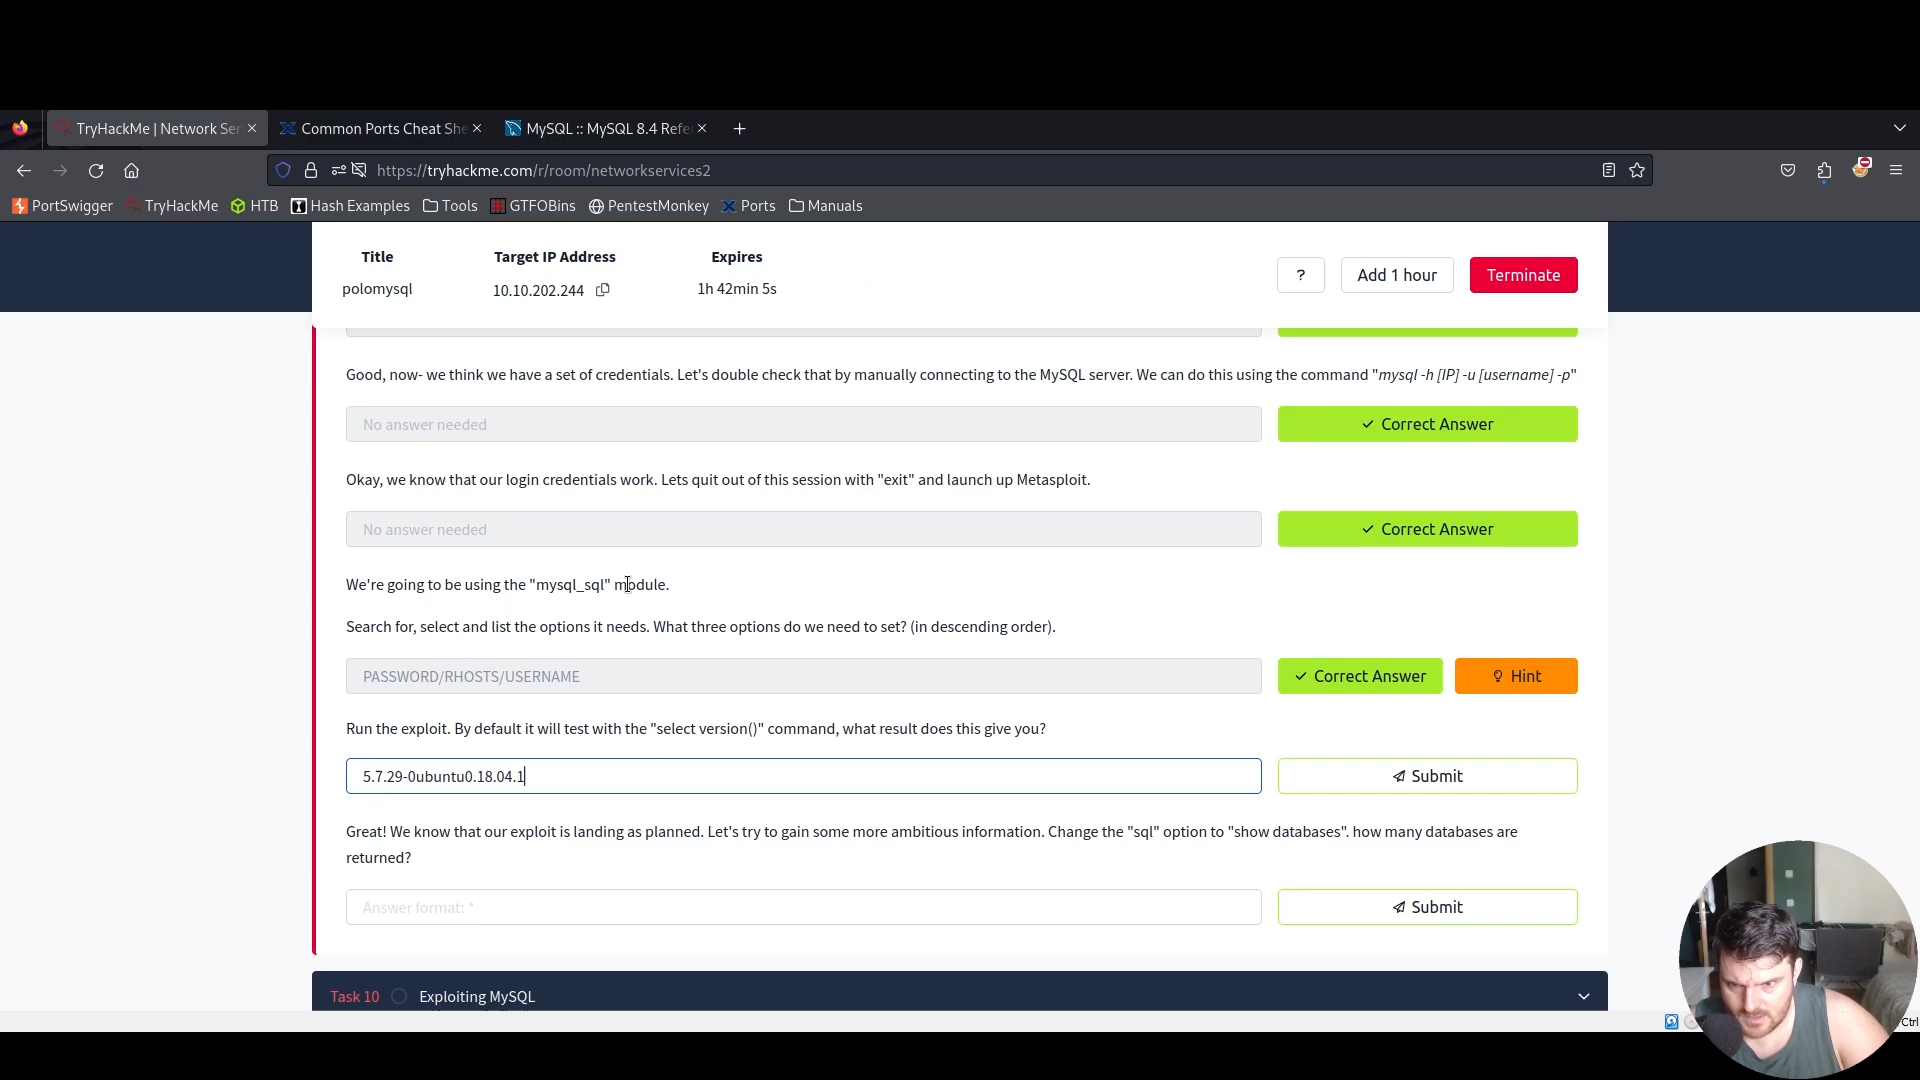 TryHackMe | Network Ser
Common Ports Cheat She
MySQL :: MySQL 8.4 Refe
https://tryhackme.com/r/room/networkservices2
PortSwigger
TryHackMe
HTB
Hash Examples
Tools
GTFOBins
PentestMonkey
Ports
Manuals
Title
Target IP Address
Expires
polomysql
10.10.202.244
1h 42min 5s
?
Add 1 hour
Terminate
Good, now- we think we have a set of credentials. Let's double check that by manually connecting to the MySQL server. We can do this using the command "mysql -h [IP] -u [username] -p"
No answer needed
Correct Answer
Okay, we know that our login credentials work. Lets quit out of this session with "exit" and launch up Metasploit.
No answer needed
Correct Answer
We're going to be using the "mysql_sql" module.
Search for, select and list the options it needs. What three options do we need to set? (in descending order).
PASSWORD/RHOSTS/USERNAME
Correct Answer
Hint
Run the exploit. By default it will test with the "select version()" command, what result does this give you?
5.7.29-0ubuntu0.18.04.1
Submit
Great! We know that our exploit is landing as planned. Let's try to gain some more ambitious information. Change the "sql" option to "show databases". how many databases are
returned?
Answer format: *
Submit
Task 10
Exploiting MySQL
Ctrl